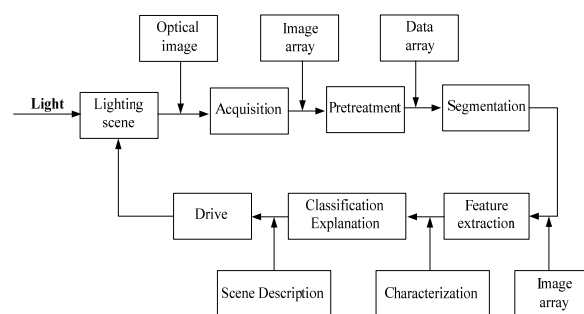 Optical
image
Image
array
Data
array
Light
Lighting
scene
Acquisition
Pretreatment
Segmentation
Drive
Classification
Explanation
Feature
extraction
Scene Description
Characterization
Image
array